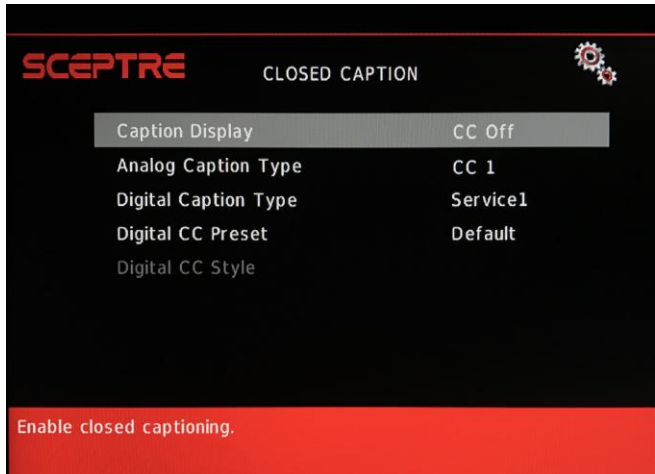 SCEPTRE
CLOSED CAPTION
Caption Display CC Off
Analog Caption Type CC 1
Digital Caption Type Service1
Digital CC Preset Default
Digital CC Style
Enable closed captioning.